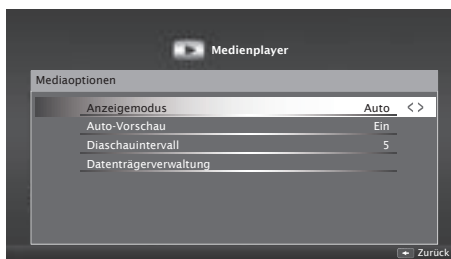 Medienplayer
Mediaoptionen
Anzeigemodus Auto < >
Auto-Vorschau Ein
Diaschauintervall 5
Datenträgerverwaltung
Zurück